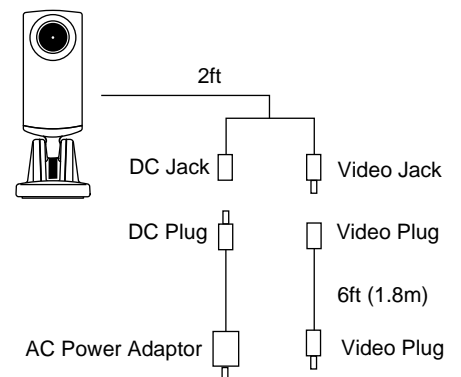 2ft
DC Jack
Video Jack
DC Plug
Video Plug
6ft (1.8m)
AC Power Adaptor
Video Plug